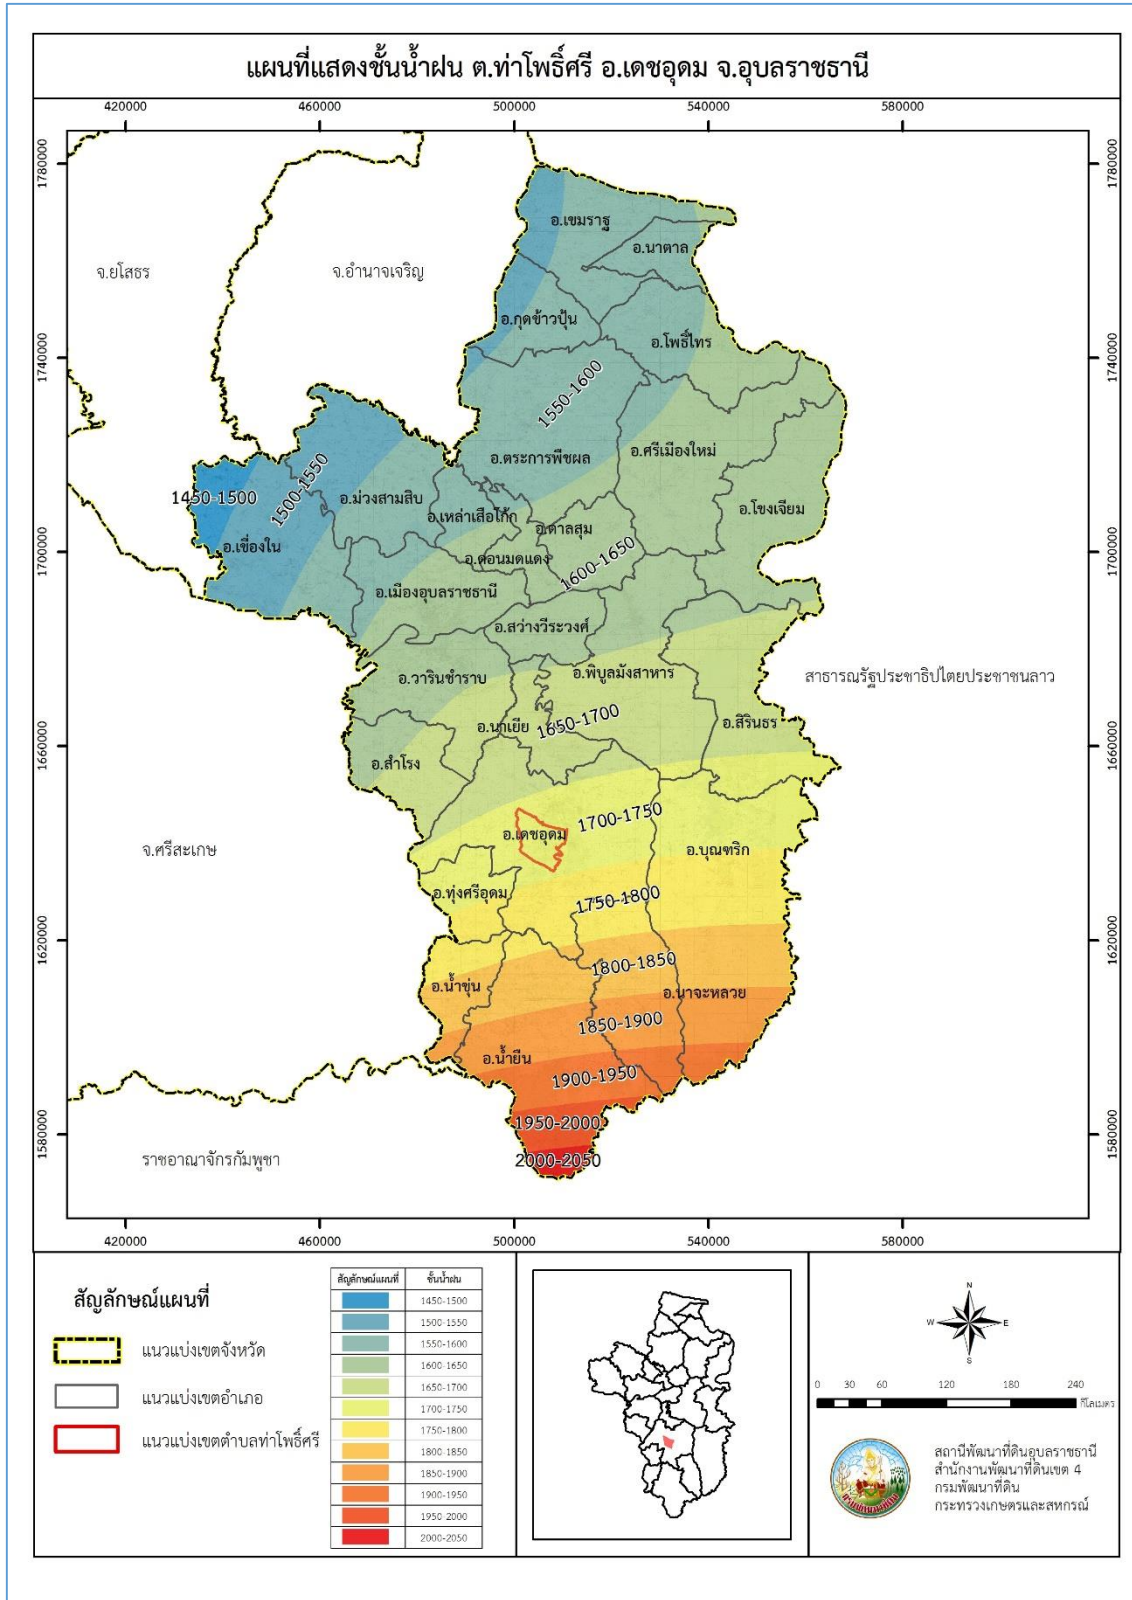 แผนที่แสดงชั้นน้ำฝน ต.ท่าโพธิ์ศรี อ.เดชอุดม จ.อุบลราชธานี
420000 460000 500000 540000 580000
1780000 1780000
อ.เขมราฐ
อ.นาตาล
จ.ยโสธร
จ.อำนาจเจริญ
อ.กุดข้าวปุ้น
อ.โพธิ์ไทร
1740000 1740000
1550-1600
อ.ตระการพืชผล
อ.ศรีเมืองใหม่
1450-1500
1500-1550
อ.ม่วงสามสิบ
อ.เหล่าเสือโก้ก
อ.ตาลสุม
อ.โขงเจียม
อ.เขื่องใน
อ.ดอนมดแดง
1600-1650
1700000 1700000
อ.เมืองอุบลราชธานี
อ.สว่างวีระวงศ์
อ.วารินชำราบ
อ.พิบูลมังสาหาร
สาธารณรัฐประชาธิปไตยประชาชนลาว
อ.นาเยีย
1650-1700
อ.สิรินธร
1660000 1660000
อ.สำโรง
1700-1750
อ.เดชอุดม
จ.ศรีสะเกษ
อ.บุณฑริก
อ.ทุ่งศรีอุดม
1750-1800
1620000 1620000
1800-1850
อ.น้ำขุ่น
อ.นาจะหลวย
1850-1900
อ.น้ำยืน
1900-1950
1950-2000
1580000 1580000
ราชอาณาจักรกัมพูชา
2000-2050
420000 460000 500000 540000 580000
สัญลักษณ์แผนที่
แนวแบ่งเขตจังหวัด
แนวแบ่งเขตอำเภอ
แนวแบ่งเขตตำบลท่าโพธิ์ศรี
สัญลักษณ์แผนที่ ชั้นน้ำฝน
1450-1500
1500-1550
1550-1600
1600-1650
1650-1700
1700-1750
1750-1800
1800-1850
1850-1900
1900-1950
1950-2000
2000-2050
N
W E
S
0 30 60 120 180 240
กิโลเมตร
กรมพัฒนาที่ดิน
สถานีพัฒนาที่ดินอุบลราชธานี
สำนักงานพัฒนาที่ดินเขต 4
กรมพัฒนาที่ดิน
กระทรวงเกษตรและสหกรณ์